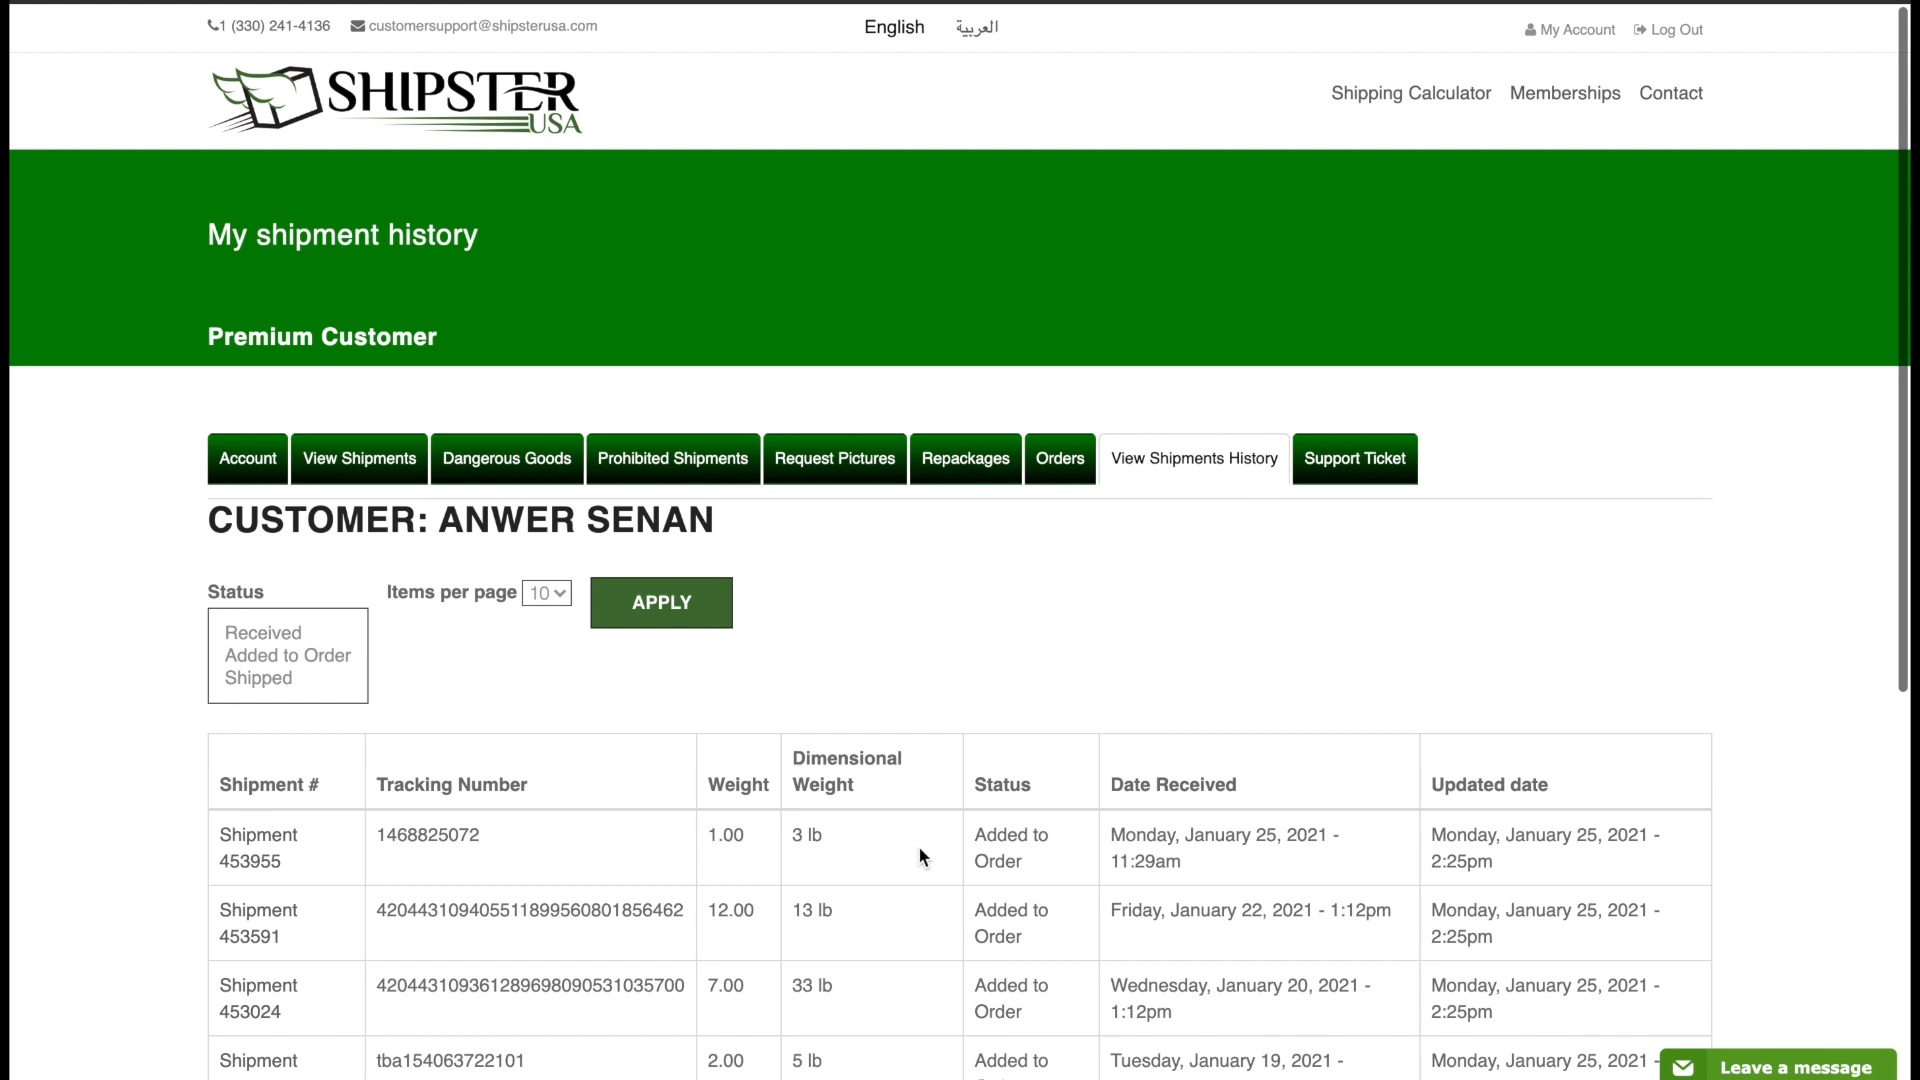 1 (330) 241-4136 customersupport@shipsterusa.com English العربية My Account Log Out
SHIPSTER
USA
Shipping Calculator Memberships Contact
My shipment history
Premium Customer
Account View Shipments Dangerous Goods Prohibited Shipments Request Pictures Repackages Orders View Shipments History Support Ticket
CUSTOMER: ANWER SENAN
Status Items per page 10 APPLY
Received
Added to Order
Shipped
Dimensional
Shipment # Tracking Number Weight Weight Status Date Received Updated date
Shipment 1468825072 1.00 3 lb Added to Monday, January 25, 2021 - Monday, January 25, 2021 -
453955 Order 11:29am 2:25pm
Shipment 420443109405511899560801856462 12.00 13 lb Added to Friday, January 22, 2021 - 1:12pm Monday, January 25, 2021 -
453591 Order 2:25pm
Shipment 420443109361289698090531035700 7.00 33 lb Added to Wednesday, January 20, 2021 - Monday, January 25, 2021 -
453024 Order 1:12pm 2:25pm
Shipment tba154063722101 2.00 5 lb Added to Tuesday, January 19, 2021 - Monday, January 25, 2021 -
Leave a message